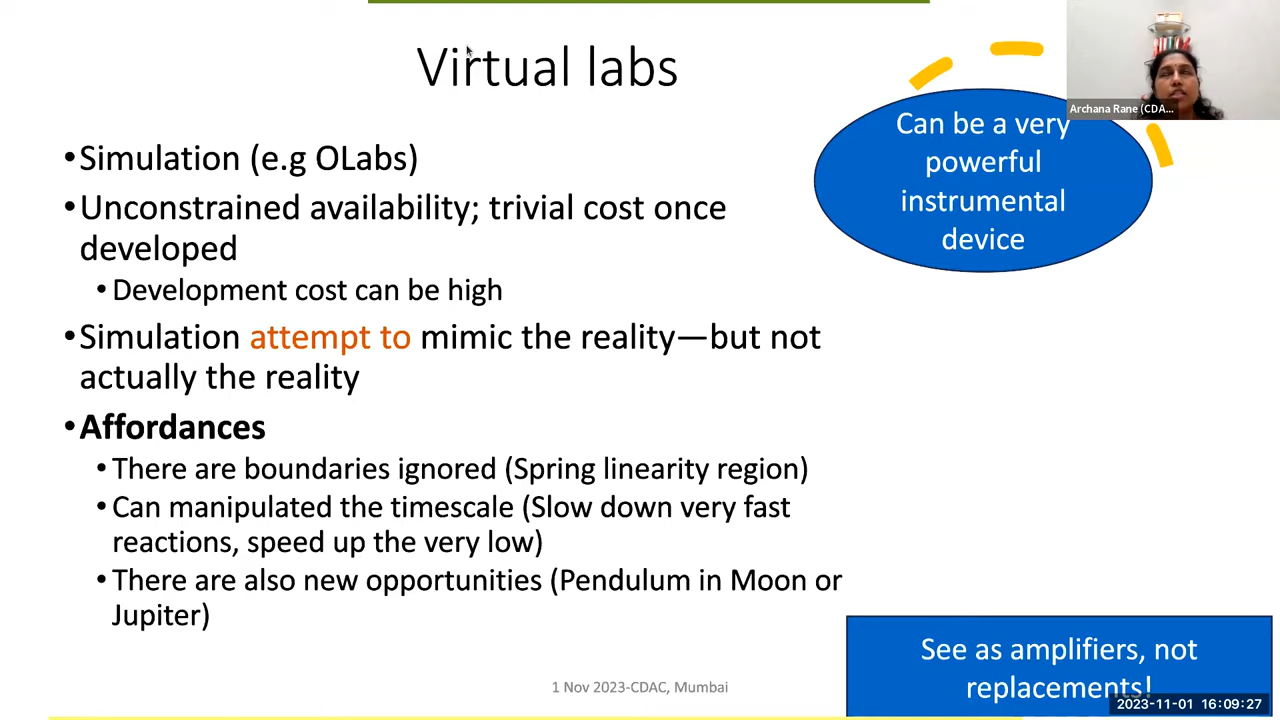 Virtual labs
•Simulation (e.g OLabs)
•Unconstrained availability; trivial cost once
developed
•Development cost can be high
•Simulation attempt to mimic the reality—but not
actually the reality
•Affordances
•There are boundaries ignored (Spring linearity region)
•Can manipulated the timescale (Slow down very fast
reactions, speed up the very low)
•There are also new opportunities (Pendulum in Moon or
Jupiter)
Can be a very
powerful
instrumental
device
Archana Rane (CDA...
See as amplifiers, not
replacements!
1 Nov 2023-CDAC, Mumbai
2023-11-01 16:09:27